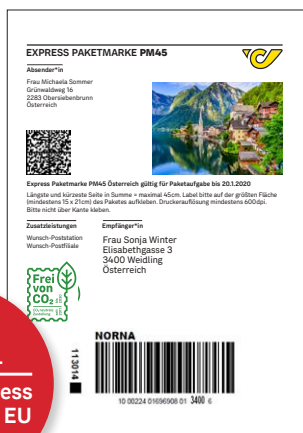 EXPRESS PAKETMARKE PM45
Absender*in
Frau Michaela Sommer
Grünwaldweg 16
2283 Obersiebenbrunn
Österreich
Express Paketmarke PM45 Österreich gültig für Paketaufgabe bis 20.1.2020
Längste und kürzeste Seite in Summe = maximal 45cm. Label bitte auf der größten Fläche
(mindestens 15 x 21cm) des Paketes aufkleben. Druckerauflösung mindestens 600dpi.
Bitte nicht über Kante kleben.
Zusatzleistungen
Wunsch-Poststation
Wunsch-Postfiliale
Empfänger*in
Frau Sonja Winter
Elisabethgasse 3
3400 Weidling
Österreich
Frei
von
CO₂
NORNA
113014
10 00224 01696908 01 3400 6
ess
EU